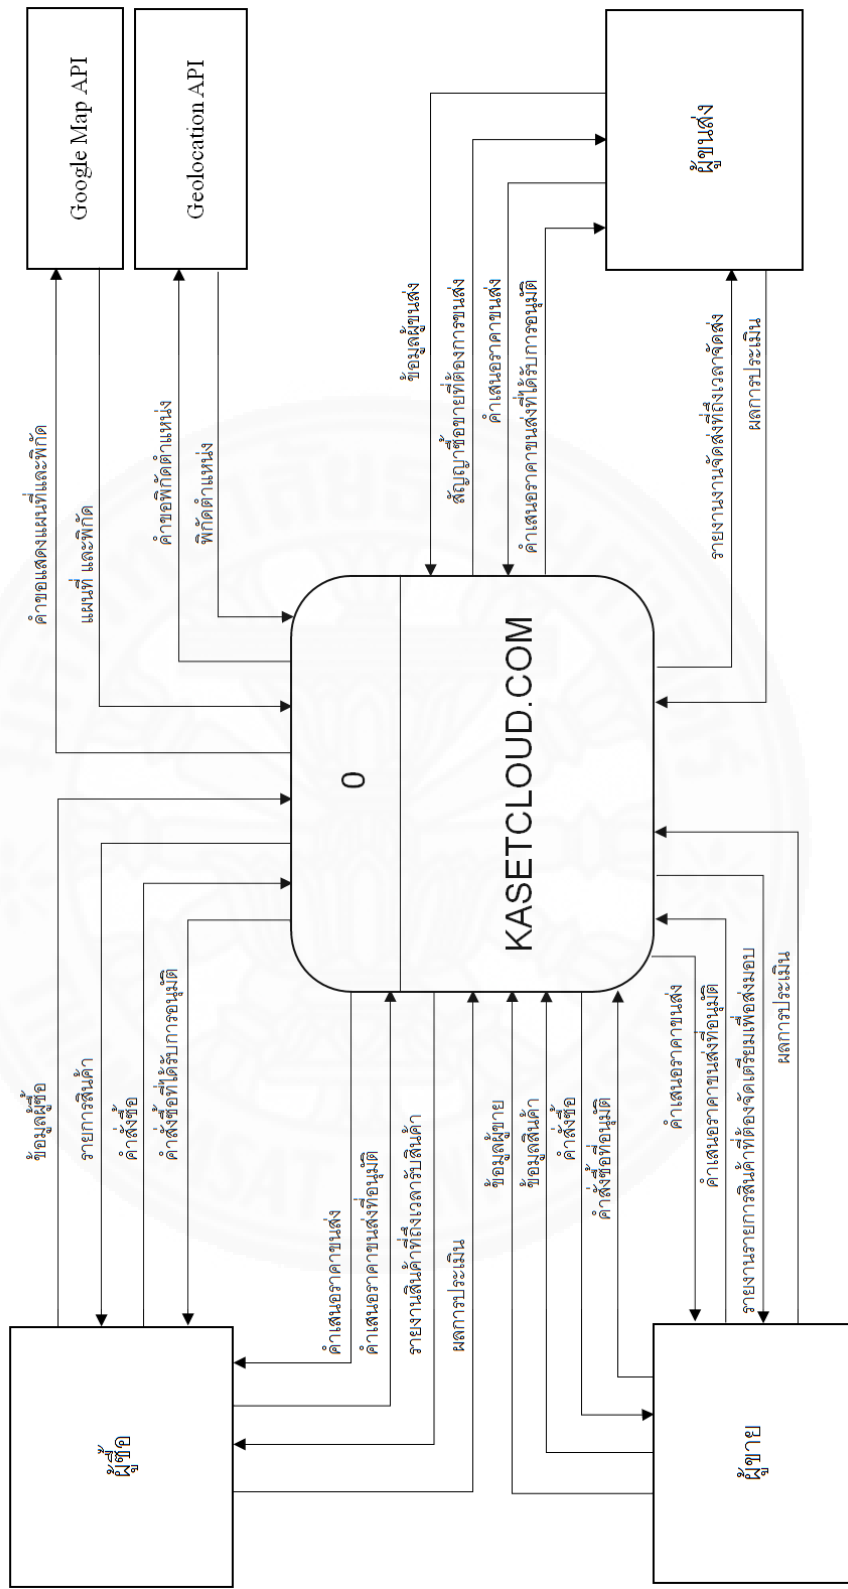 ผู้ซื้อ
ข้อมูลผู้ซื้อ
รายการสินค้า
คำสั่งซื้อ
คำสั่งซื้อที่ได้รับการอนุมัติ
คำขอแสดงแผนที่และพิกัด
แผนที่ และพิกัด
Google Map API
คำขอพิกัดตำแหน่ง
พิกัดตำแหน่ง
Geolocation API
คำเสนอราคาขนส่ง
คำเสนอราคาขนส่งที่อนุมัติ
รายงานสินค้าที่ถึงเวลารับสินค้า
ผลการประเมิน
0
KASETCLOUD.COM
ข้อมูลผู้ขนส่ง
สัญญาซื้อขายที่ต้องการขนส่ง
คำเสนอราคาขนส่ง
คำเสนอราคาขนส่งที่ได้รับการอนุมัติ
ผู้ขนส่ง
ข้อมูลผู้ขาย
ข้อมูลสินค้า
คำสั่งซื้อ
คำสั่งซื้อที่อนุมัติ
ผู้ขาย
คำเสนอราคาขนส่ง
คำเสนอราคาขนส่งที่อนุมัติ
รายงานรายการสินค้าที่ต้องจัดเตรียมเพื่อส่งมอบ
ผลการประเมิน
รายงานงานจัดส่งที่ถึงเวลาจัดส่ง
ผลการประเมิน